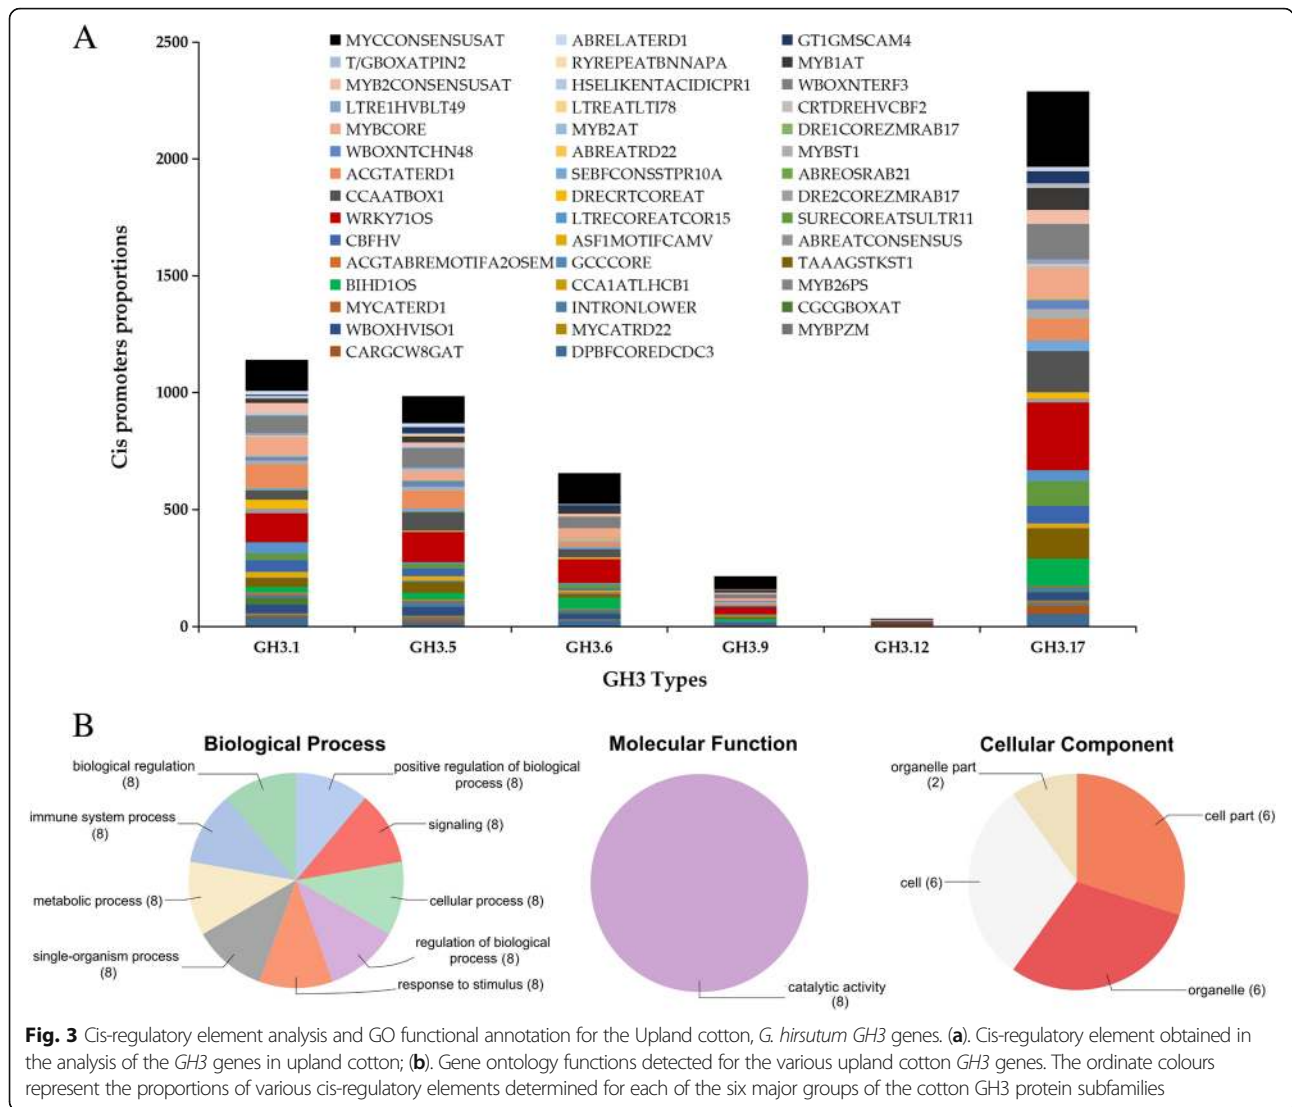 A
2500
2000
1500
1000
500
0
Cis promoters proportions
MYCCONSENSUSAT
T/GBOXATPIN2
MYB2CONSENSUSAT
LTRE1HVBLT49
MYBCORE
WBOXNTCHN48
ACGTATERD1
CCAATBOX1
WRKY71OS
CBFHV
ACGTABREMOTIFA2OSEM
BIHD1OS
MYCATERD1
WBOXHVISO1
CARGCW8GAT
ABRELATERD1
RYREPEATBNNAPA
HSELIKENTACIDICPR1
LTREATLTI78
MYB2AT
ABREATRD22
SEBFCONSSTPR10A
DRECRTCOREAT
LTRECOREATCOR15
ASF1MOTIFCAMV
GCCCORE
CCA1ATLHCB1
INTRONLOWER
MYCATRD22
DPBFCOREDCDC3
GT1GMSCAM4
MYB1AT
WBOXNTERF3
CRTDREHVCBF2
DRE1COREZMRAB17
MYBST1
ABREOSRAB21
DRE2COREZMRAB17
SURECOREATSULTR11
ABREATCONSENSUS
TAAAGSTKST1
MYB26PS
CGCGBOXAT
MYBPZM
GH3.1
GH3.5
GH3.6
GH3.9
GH3.12
GH3.17
GH3 Types
B
Biological Process
biological regulation
(8)
positive regulation of biological
process (8)
immune system process
(8)
signaling (8)
metabolic process (8)
cellular process (8)
single-organism process
(8)
regulation of biological
process (8)
response to stimulus (8)
Molecular Function
catalytic activity
(8)
Cellular Component
organelle part
(2)
cell part (6)
cell (6)
organelle (6)
Fig. 3 Cis-regulatory element analysis and GO functional annotation for the Upland cotton, G. hirsutum GH3 genes. (a). Cis-regulatory element obtained in
the analysis of the GH3 genes in upland cotton; (b). Gene ontology functions detected for the various upland cotton GH3 genes. The ordinate colours
represent the proportions of various cis-regulatory elements determined for each of the six major groups of the cotton GH3 protein subfamilies